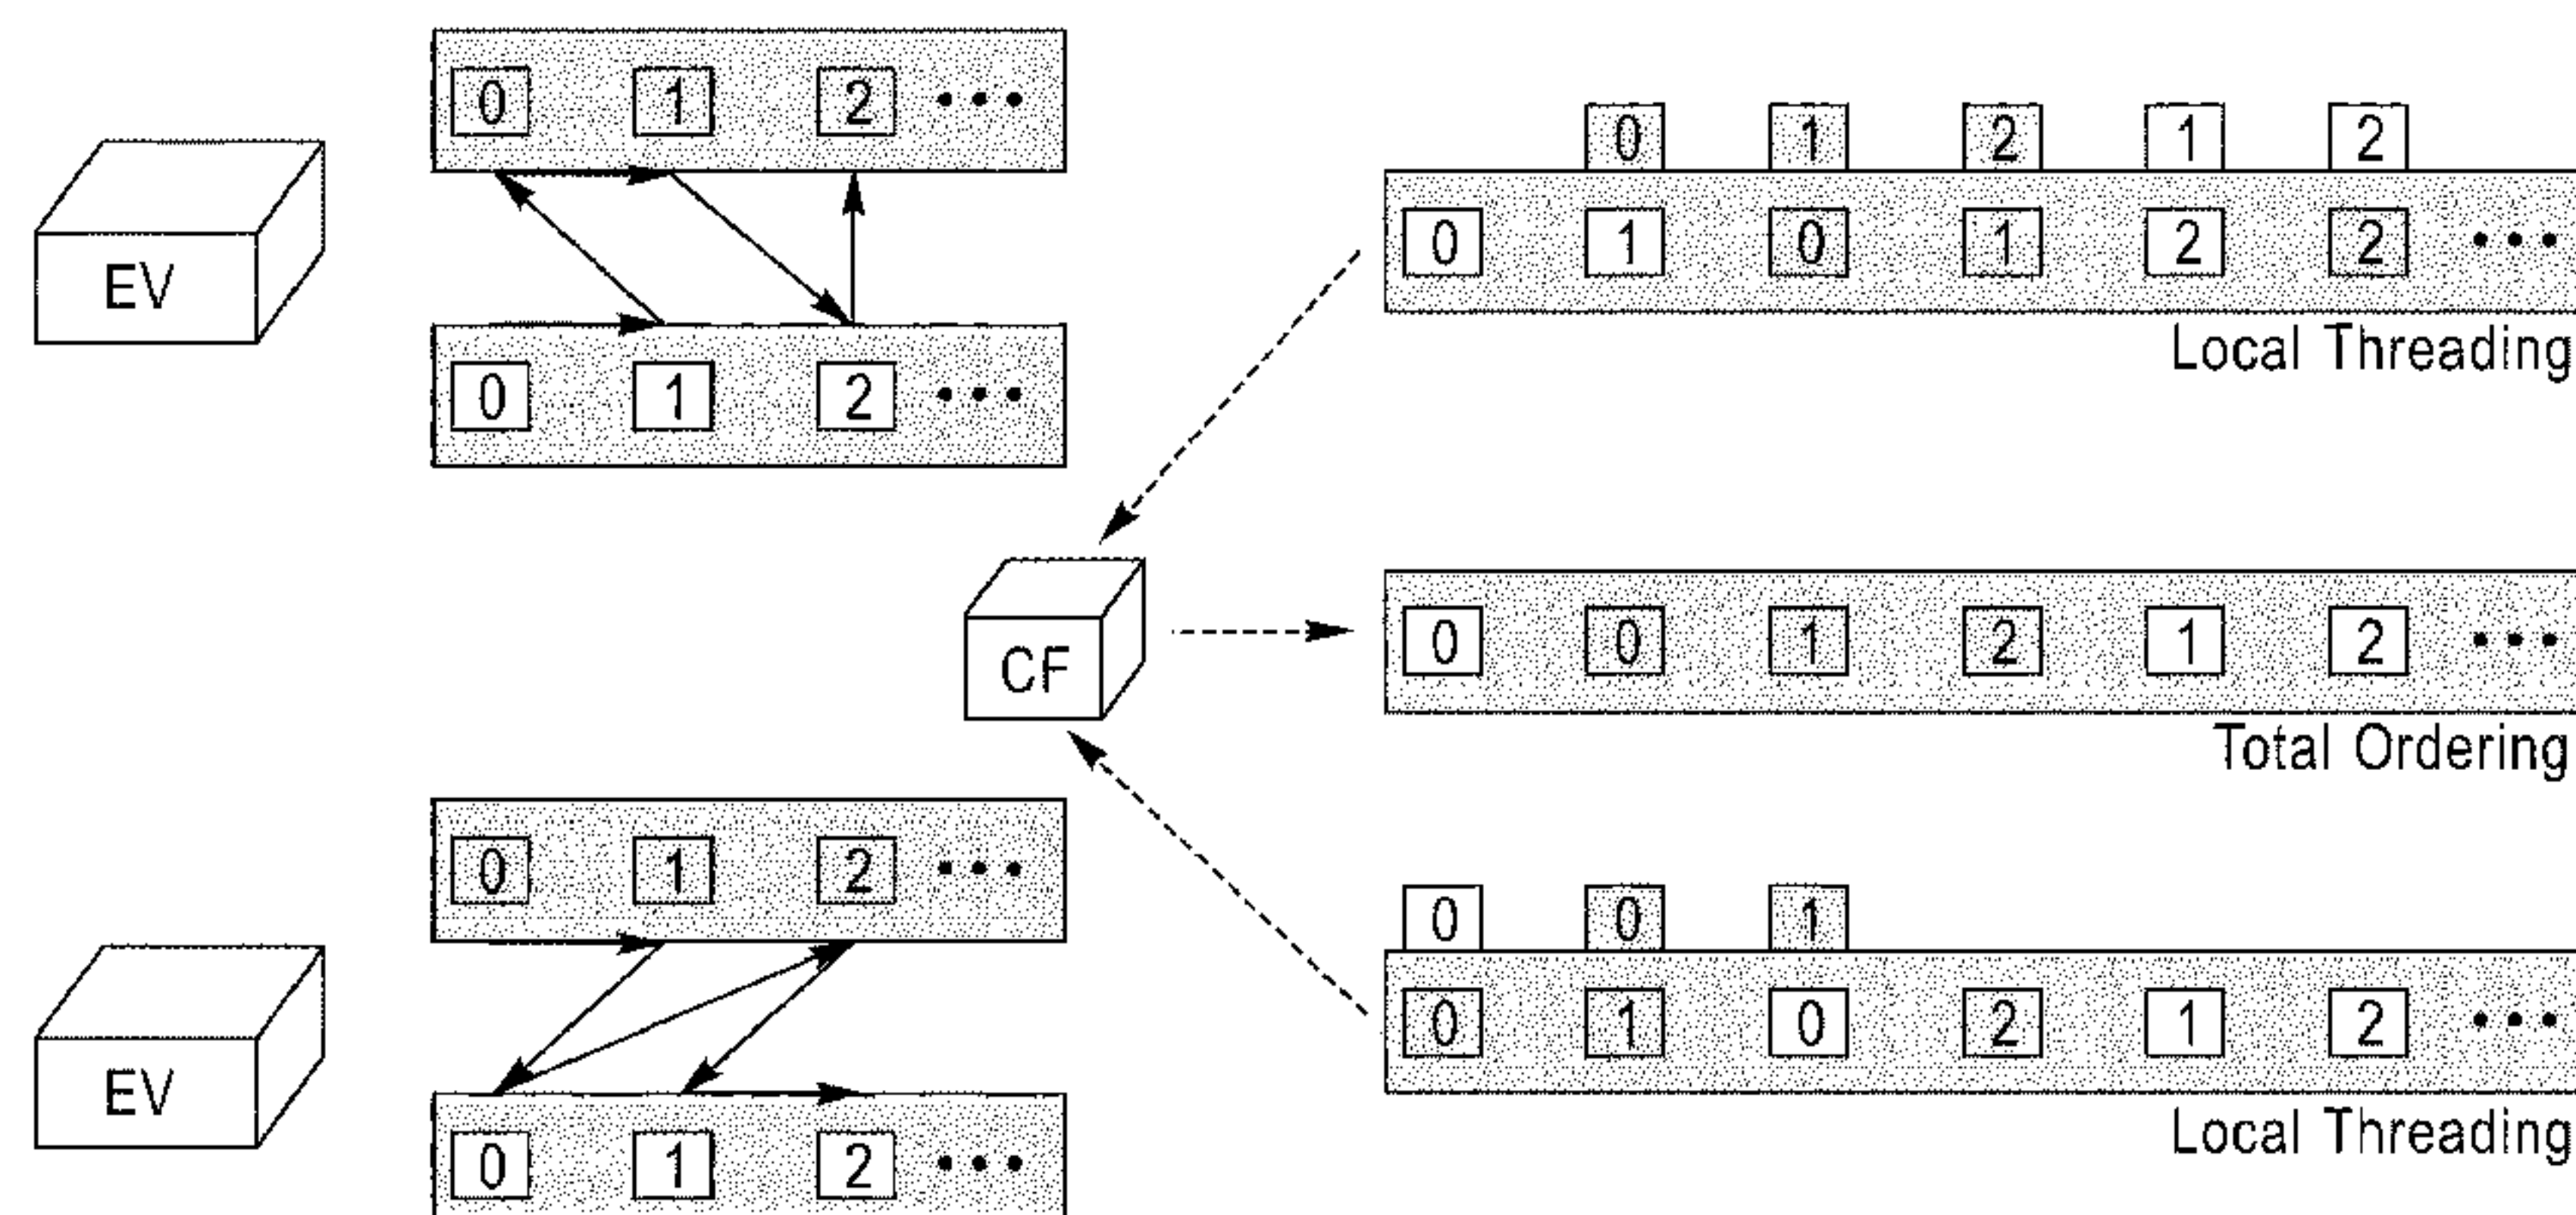 0 1 2 •••
0 1 2 1 2
EV
0 1 0 1 2 2 •••
Local Threading
0 1 2 •••
CF
0 0 1 2 1 2 •••
Total Ordering
0 1 2 •••
0 0 1
EV
0 1 0 2 1 2 •••
Local Threading
0 1 2 •••